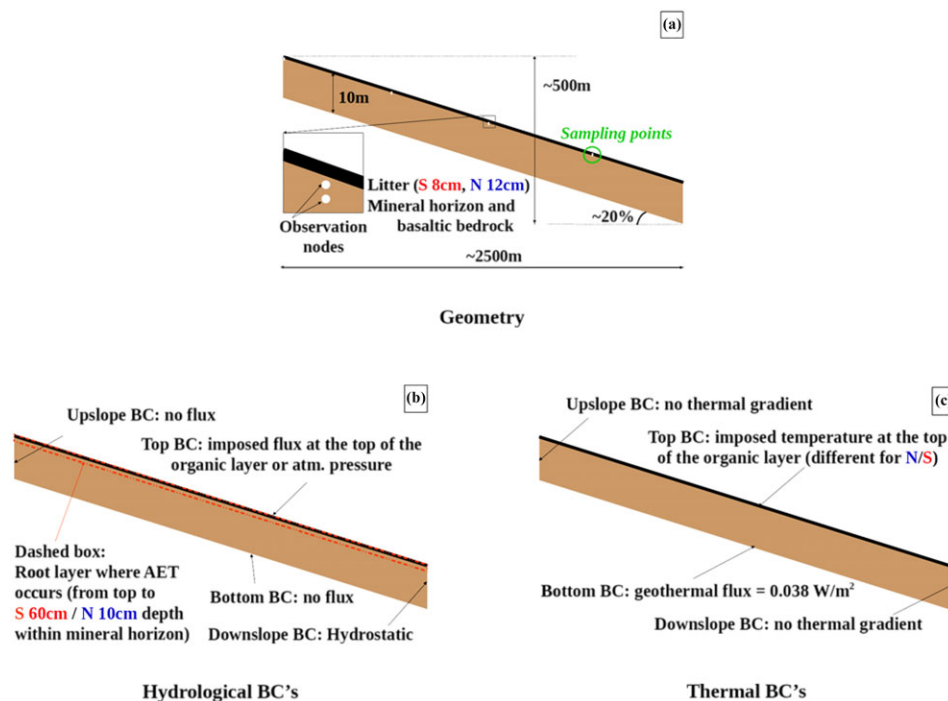 (a)
~500m
10m
Sampling points
Litter (S 8cm, N 12cm)
Mineral horizon and
basaltic bedrock
Observation
nodes
~20%
~2500m
Geometry
(b)
Upslope BC: no flux
Top BC: imposed flux at the top of the
organic layer or atm. pressure
Dashed box:
Root layer where AET
occurs (from top to
S 60cm / N 10cm depth
within mineral horizon)
Bottom BC: no flux
Downslope BC: Hydrostatic
Hydrological BC's
(c)
Upslope BC: no thermal gradient
Top BC: imposed temperature at the top
of the organic layer (different for N/S)
Bottom BC: geothermal flux = 0.038 W/m²
Downslope BC: no thermal gradient
Thermal BC's